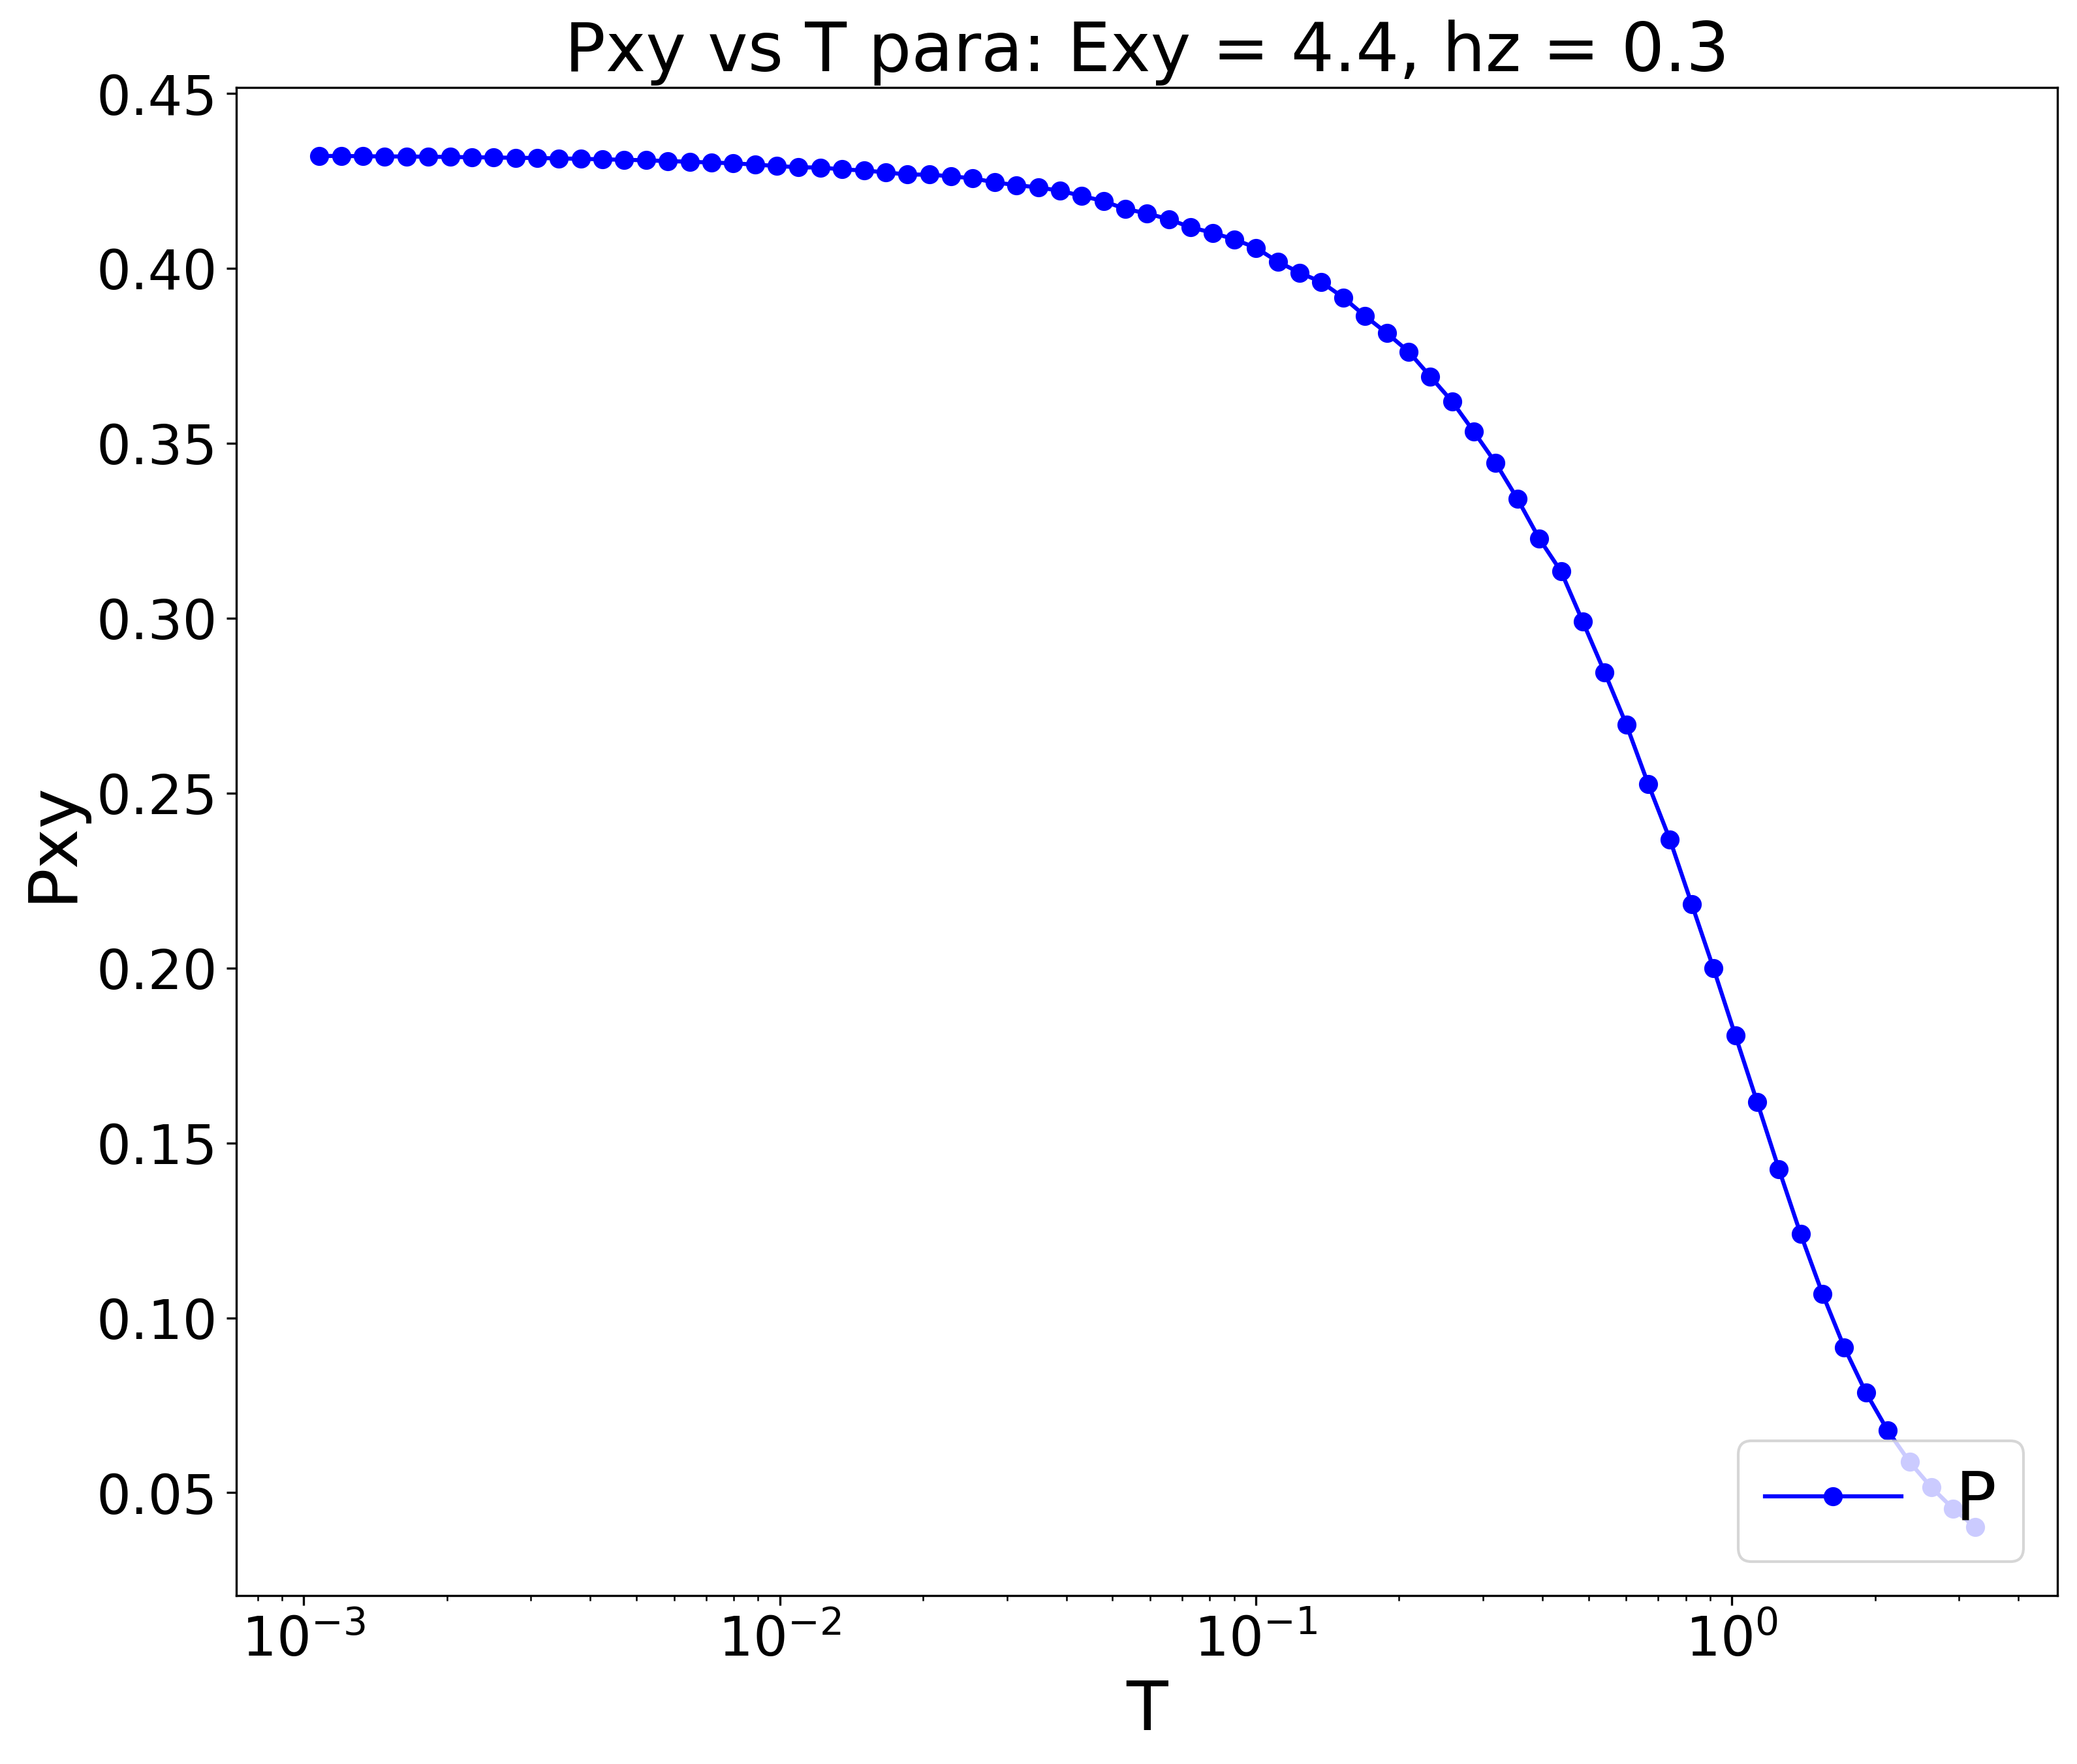 Pxy vs T para: Exy = 4.4, hz = 0.3
0.45
0.40
0.35
0.30
0.25
0.20
0.15
0.10
0.05
Pxy
P
10⁻³ 10⁻² 10⁻¹ 10⁰
T